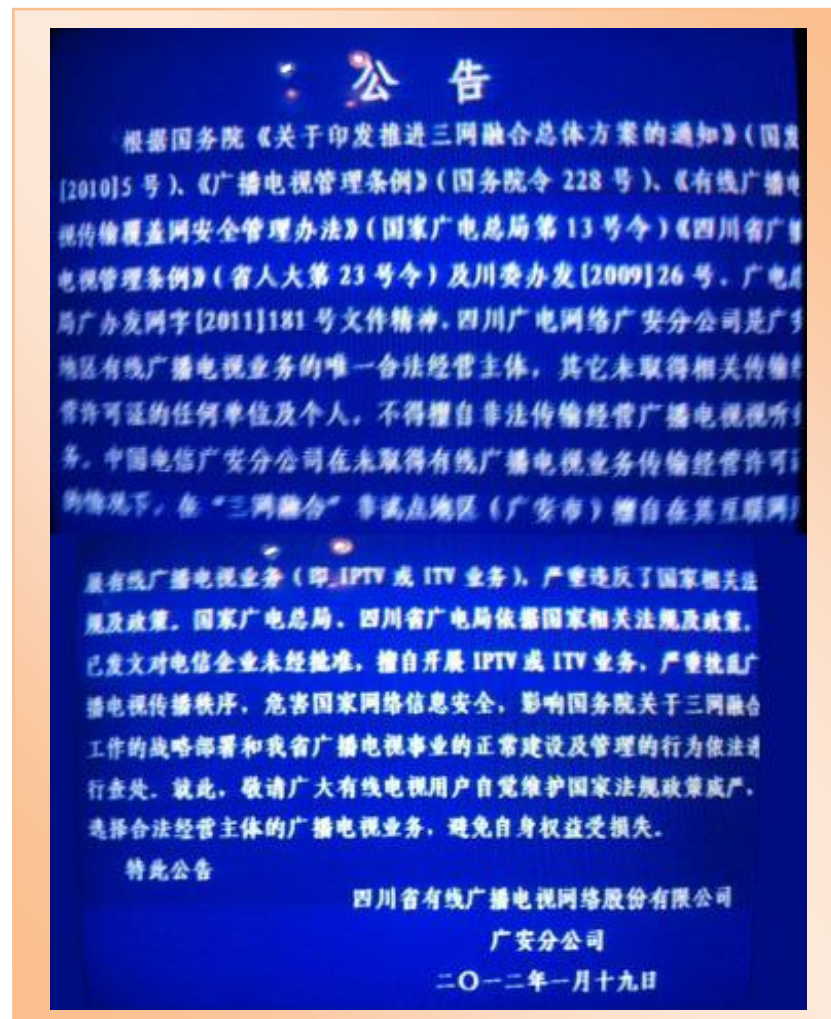 公 告
根据国务院《关于印发推进三网融合总体方案的通知》(国发
[2010]5 号)、《广播电视管理条例》(国务院令 228 号)、《有线广播电
视传输覆盖网安全管理办法》(国家广电总局第 13 号令)《四川省广播
电视管理条例》(省人大第 23 号令)及川委办发[2009]26 号，广电总
局广办发网字[2011]181 号文件精神，四川广电网络广安分公司是广安
地区有线广播电视业务的唯一合法经营主体，其它未取得相关传输经
营许可证的任何单位及个人，不得擅自非法传输经营广播电视视听业
务。中国电信广安分公司在未取得有线广播电视业务传输经营许可证
的情况下，在“三网融合”非试点地区(广安市)擅自在其互联网开
展有线广播电视业务(即 IPTV 或 ITV 业务)，严重违反了国家相关法
规及政策。国家广电总局、四川省广电局依据国家相关法规及政策，
已发文对电信企业未经批准，擅自开展 IPTV 或 ITV 业务，严重扰乱广
播电视传播秩序，危害国家网络信息安全，影响国务院关于三网融合
工作的战略部署和我省广播电视事业的正常建设及管理的行为依法进
行查处。就此，敬请广大有线电视用户自觉维护国家法规政策威严，
选择合法经营主体的广播电视业务，避免自身权益受损失。
特此公告
四川省有线广播电视网络股份有限公司
广安分公司
二〇一二年一月十九日